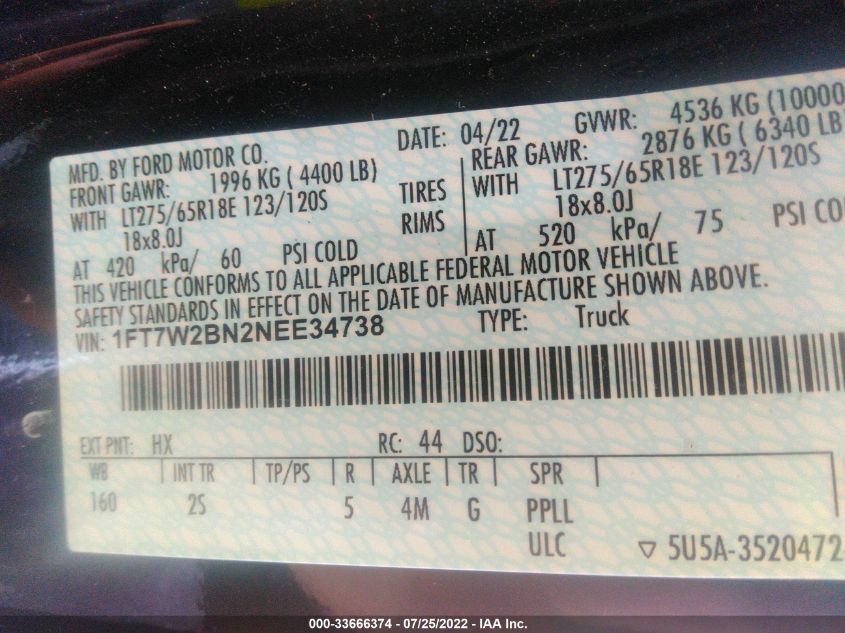 MFD. BY FORD MOTOR CO.
DATE: 04/22 GVWR: 4536 KG (10000
FRONT GAWR: 1996 KG ( 4400 LB) REAR GAWR: 2876 KG ( 6340 LB
WITH LT275/65R18E 123/120S TIRES WITH LT275/65R18E 123/120S
18x8.0J RIMS 18x8.0J
AT 420 kPa/ 60 PSI COLD AT 520 kPa/ 75 PSI CO
THIS VEHICLE CONFORMS TO ALL APPLICABLE FEDERAL MOTOR VEHICLE
SAFETY STANDARDS IN EFFECT ON THE DATE OF MANUFACTURE SHOWN ABOVE.
VIN: 1FT7W2BN2NEE34738 TYPE: Truck
EXT PNT: HX RC: 44 DSO:
WB INT TR TP/PS R AXLE TR SPR
160 2S 5 4M G PPLL
ULC ▽ 5U5A-3520472
000-33666374 - 07/25/2022 - IAA Inc.